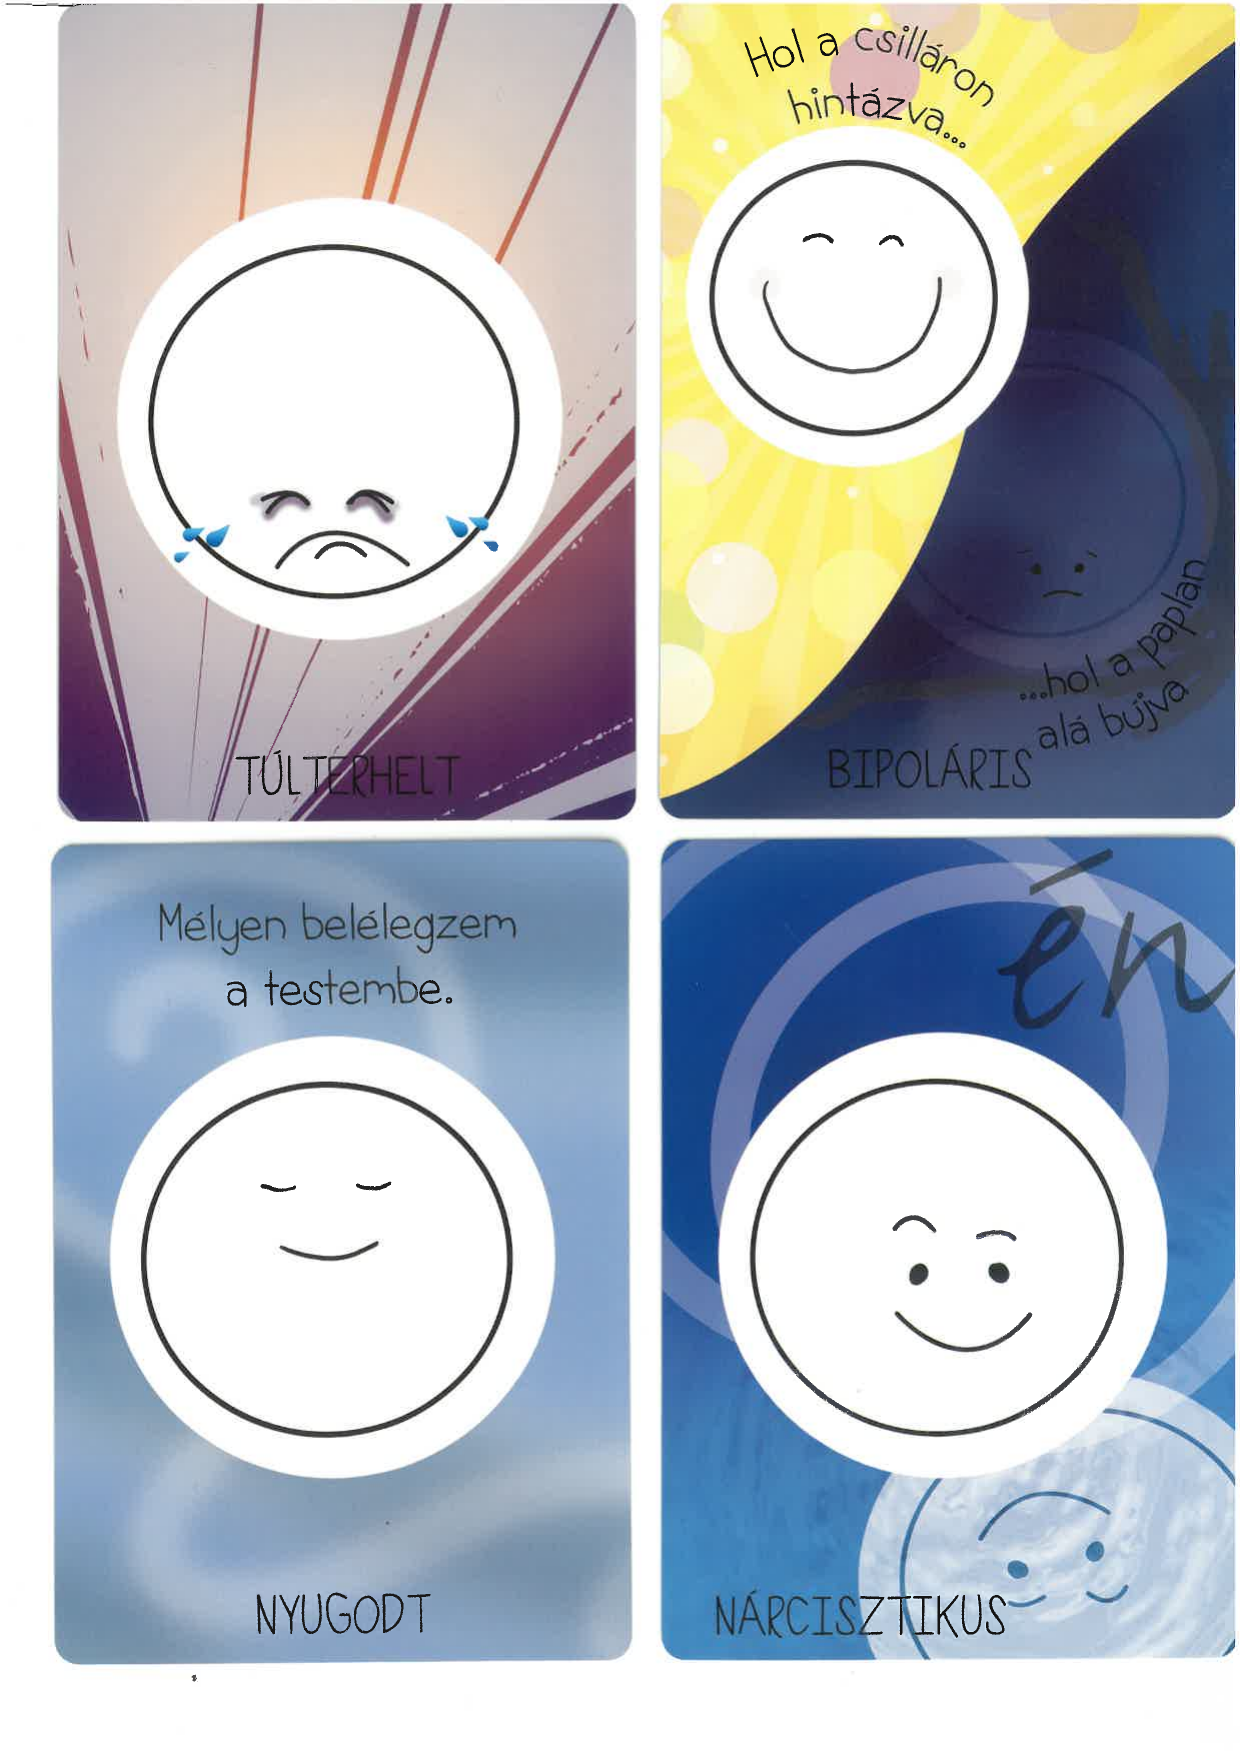 TÚLTERHELT
Hol a csilláron
hintázva...
...hol a paplan
alá bújva
BIPOLÁRIS
Mélyen belélegzem
a testembe.
NYUGODT
én
NÁRCISZTIKUS